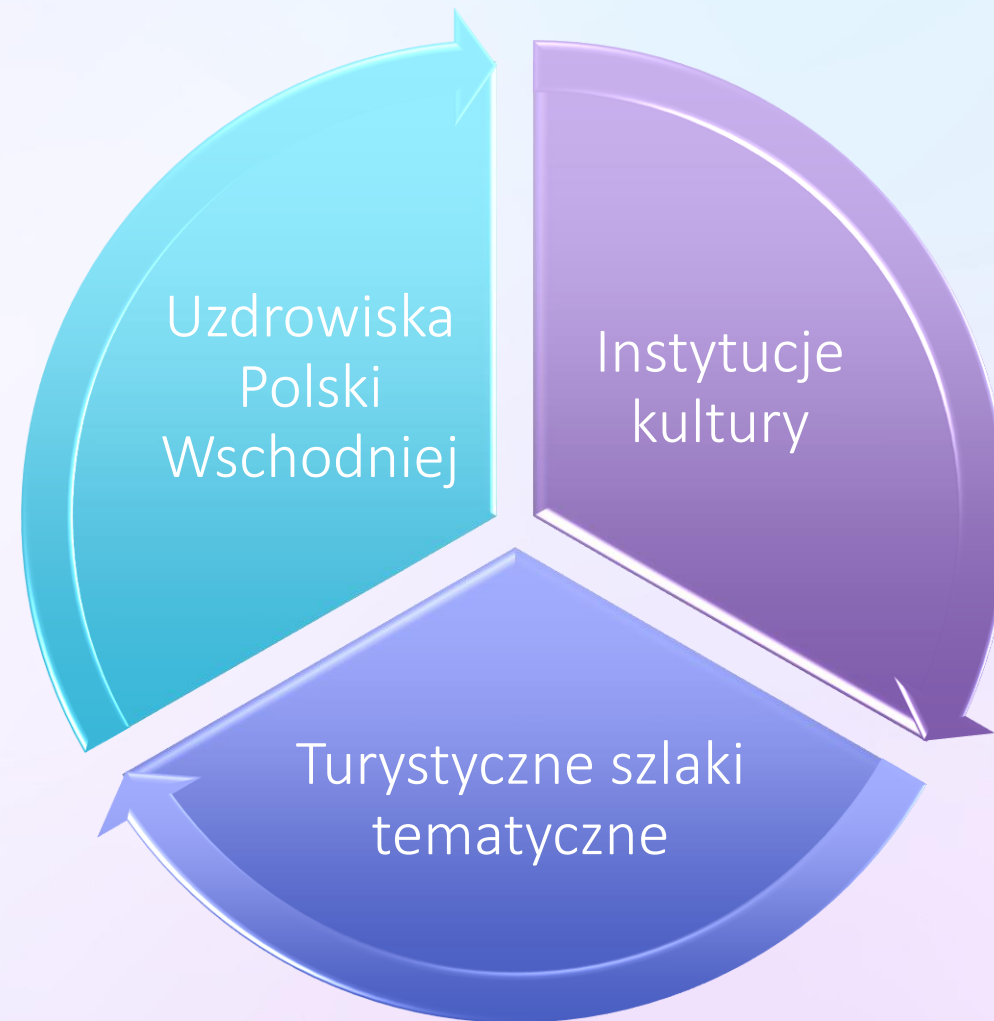 Uzdrowiska
Polski
Wschodniej
Instytucje
kultury
Turystyczne szlaki
tematyczne